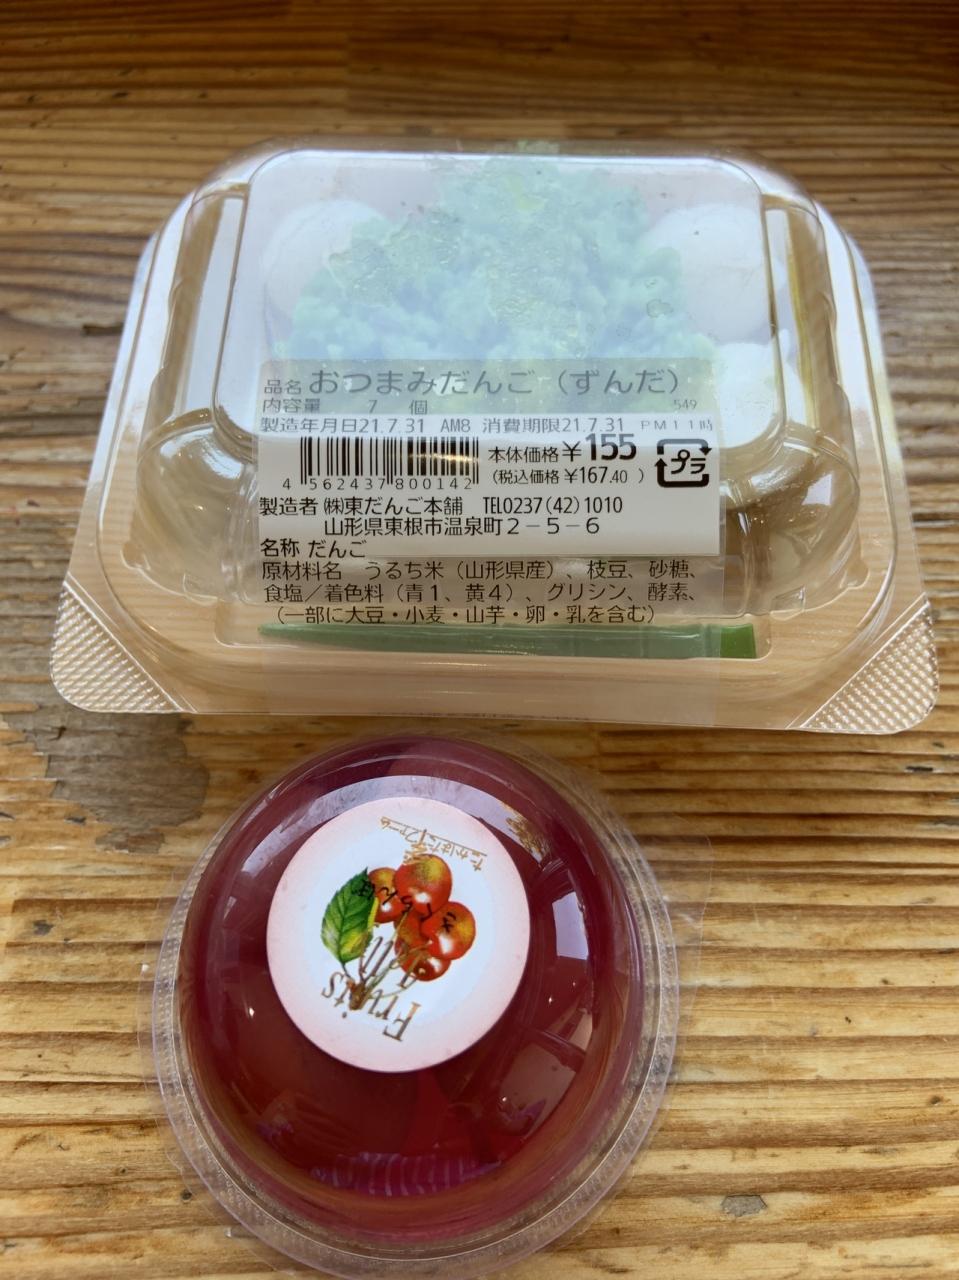 品名 おつまみだんご（ずんだ）
内容量 7 個 549
製造年月日21.7.31 AM8 消費期限21.7.31 PM11時
本体価格￥155
（税込価格￥167.40 ）
プラ
4 562437 800142
製造者 ㈱東だんご本舗 TEL0237(42)1010
山形県東根市温泉町2－5－6
名称 だんご
原材料名 うるち米（山形県産）、枝豆、砂糖、
食塩／着色料（青1、黄4）、グリシン、酵素、
（一部に大豆・小麦・山芋・卵・乳を含む）
Fruits
さくらんぼ